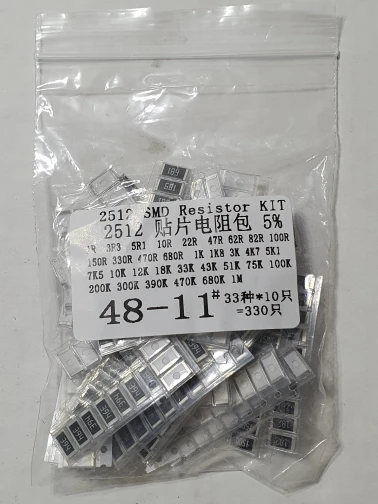 2512 SMD Resistor KIT
2512 贴片电阻包 5%
1R 3R3 5R1 10R 22R 47R 62R 82R 100R
150R 330R 470R 680R 1K 1K8 3K 4K7 5K1
7K5 10K 12K 18K 33K 43K 51K 75K 100K
200K 300K 390K 470K 680K 1M
48-11# 33种*10只
=330只